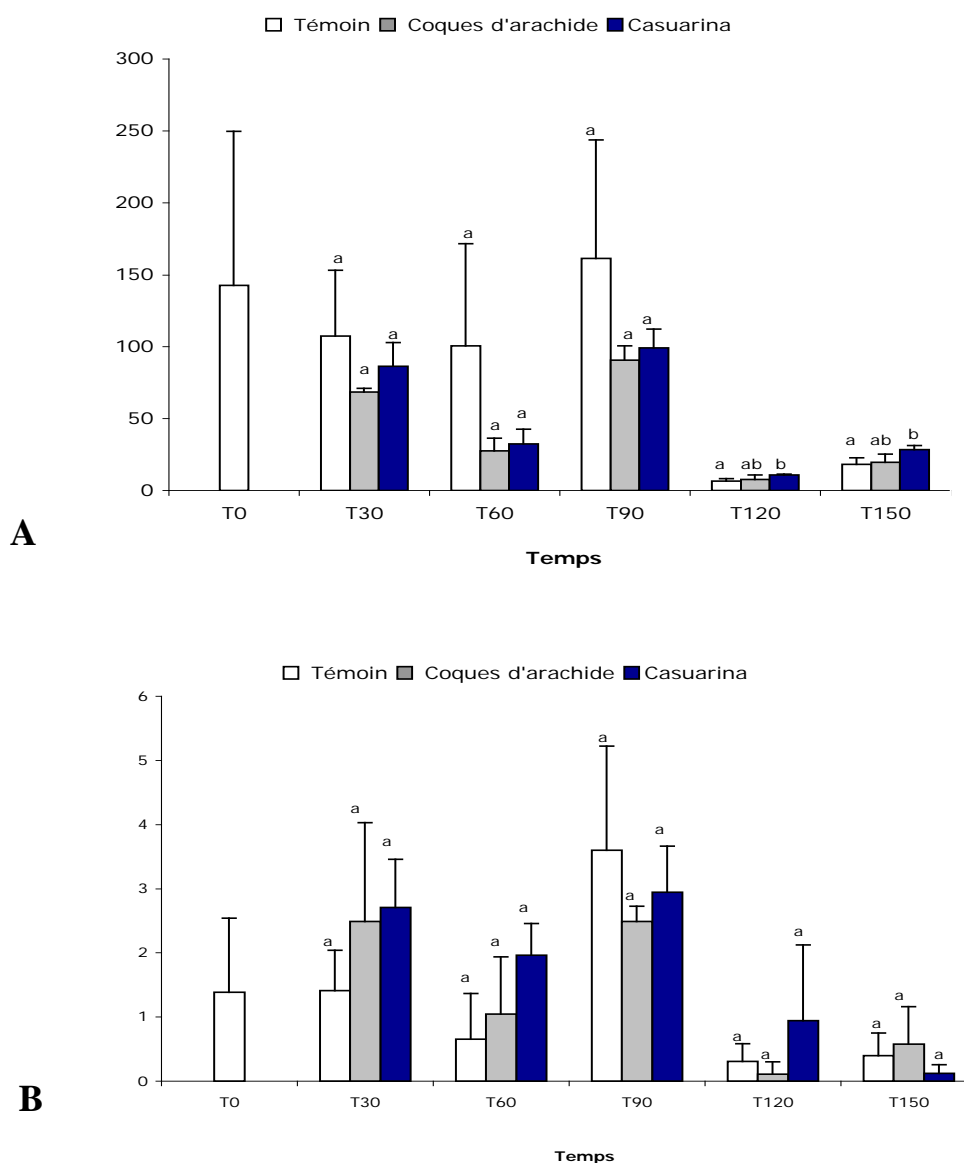 Témoin Coques d'arachide Casuarina
300
250
a
a
200
a
150
a
a
a a
100
a
a a
50
a ab b
a ab b
0
T0 T30 T60 T90 T120 T150
A
Temps
Témoin Coques d'arachide Casuarina
6
a
5
a
a
4
a
a
3
a
a
a
a
2
a
a
1
a a
a
a
0
T0 T30 T60 T90 T120 T150
B
Temps